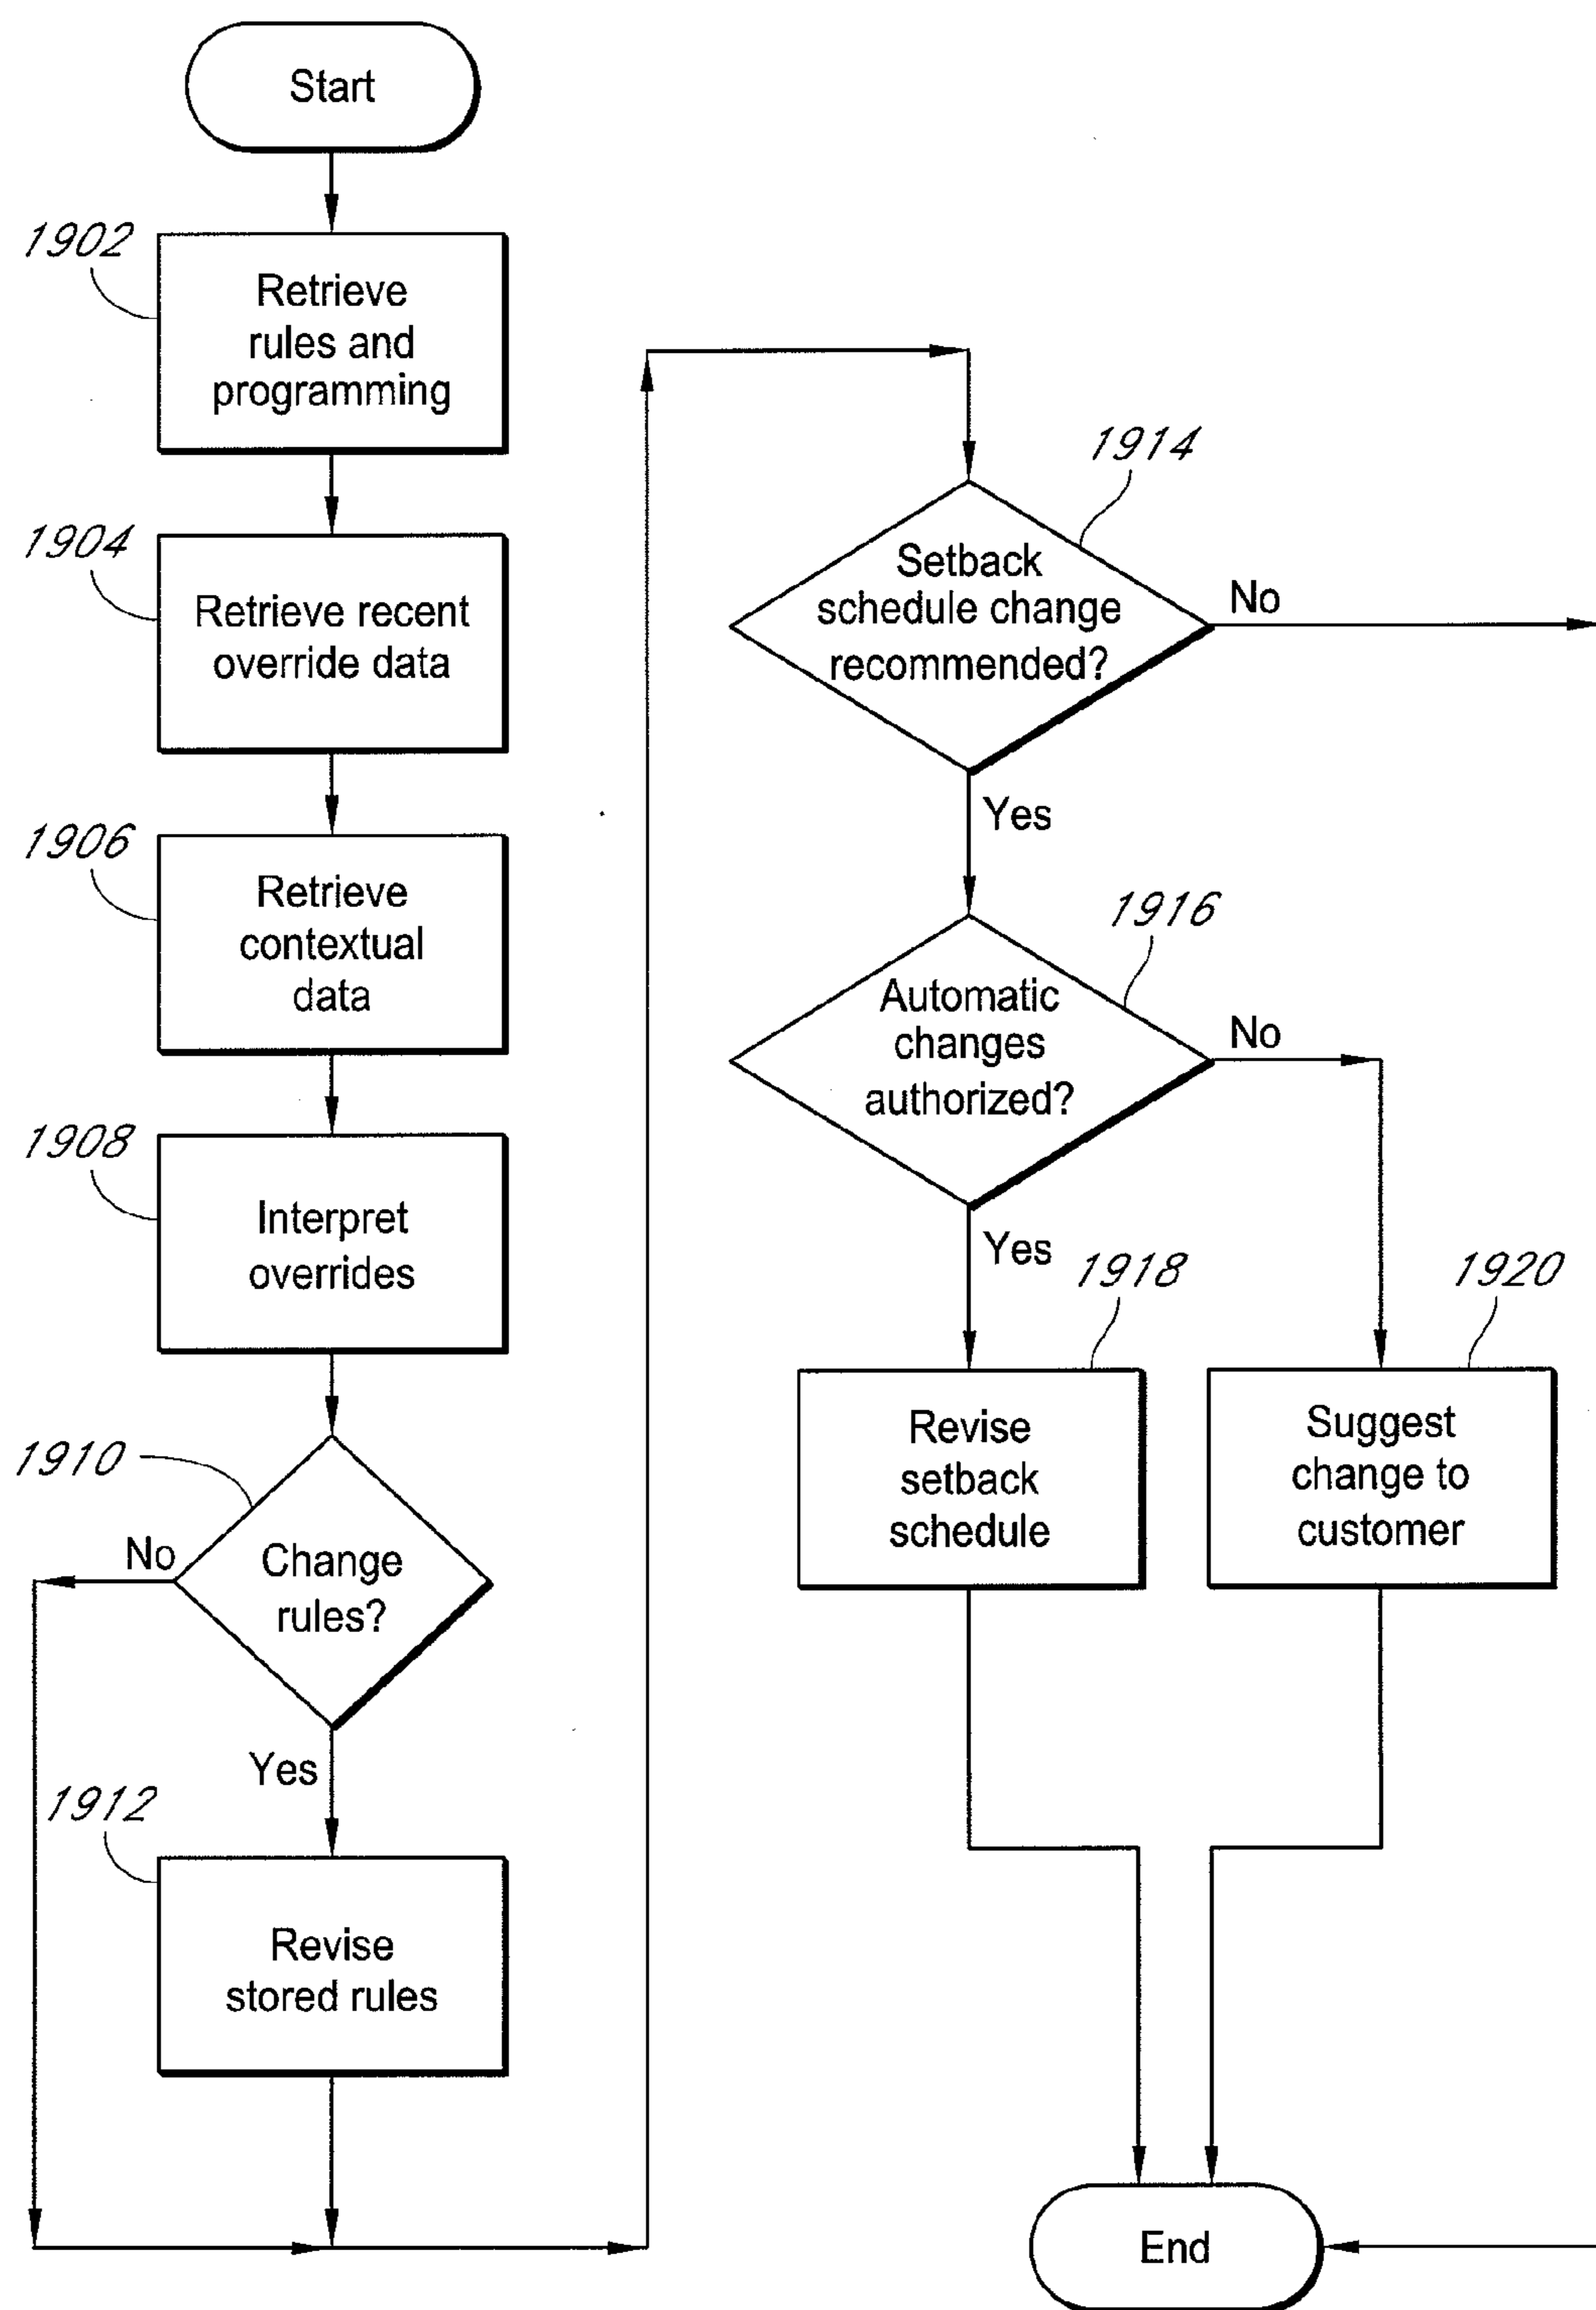 Start
1902
Retrieve
rules and
programming
1904
Retrieve recent
override data
1906
Retrieve
contextual
data
1908
Interpret
overrides
1910
Change
rules?
No
Yes
1912
Revise
stored rules
1914
Setback
schedule change
recommended?
No
Yes
1916
Automatic
changes
authorized?
No
Yes
1918
Revise
setback
schedule
1920
Suggest
change to
customer
End